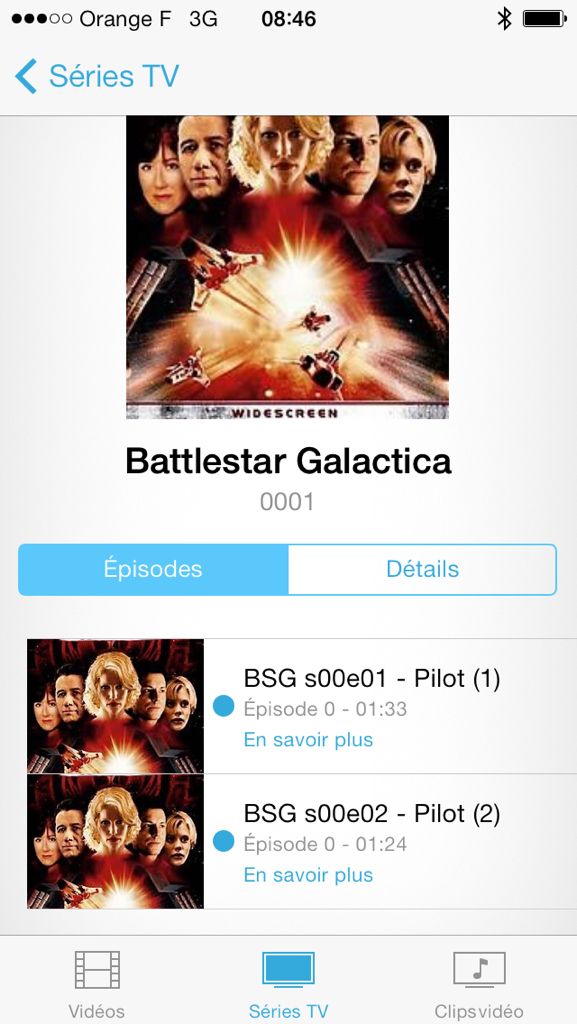 Orange F 3G 08:46
Séries TV
WIDESCREEN
Battlestar Galactica
0001
Épisodes Détails
BSG s00e01 - Pilot (1)
Épisode 0 - 01:33
En savoir plus
BSG s00e02 - Pilot (2)
Épisode 0 - 01:24
En savoir plus
Vidéos Séries TV Clips vidéo